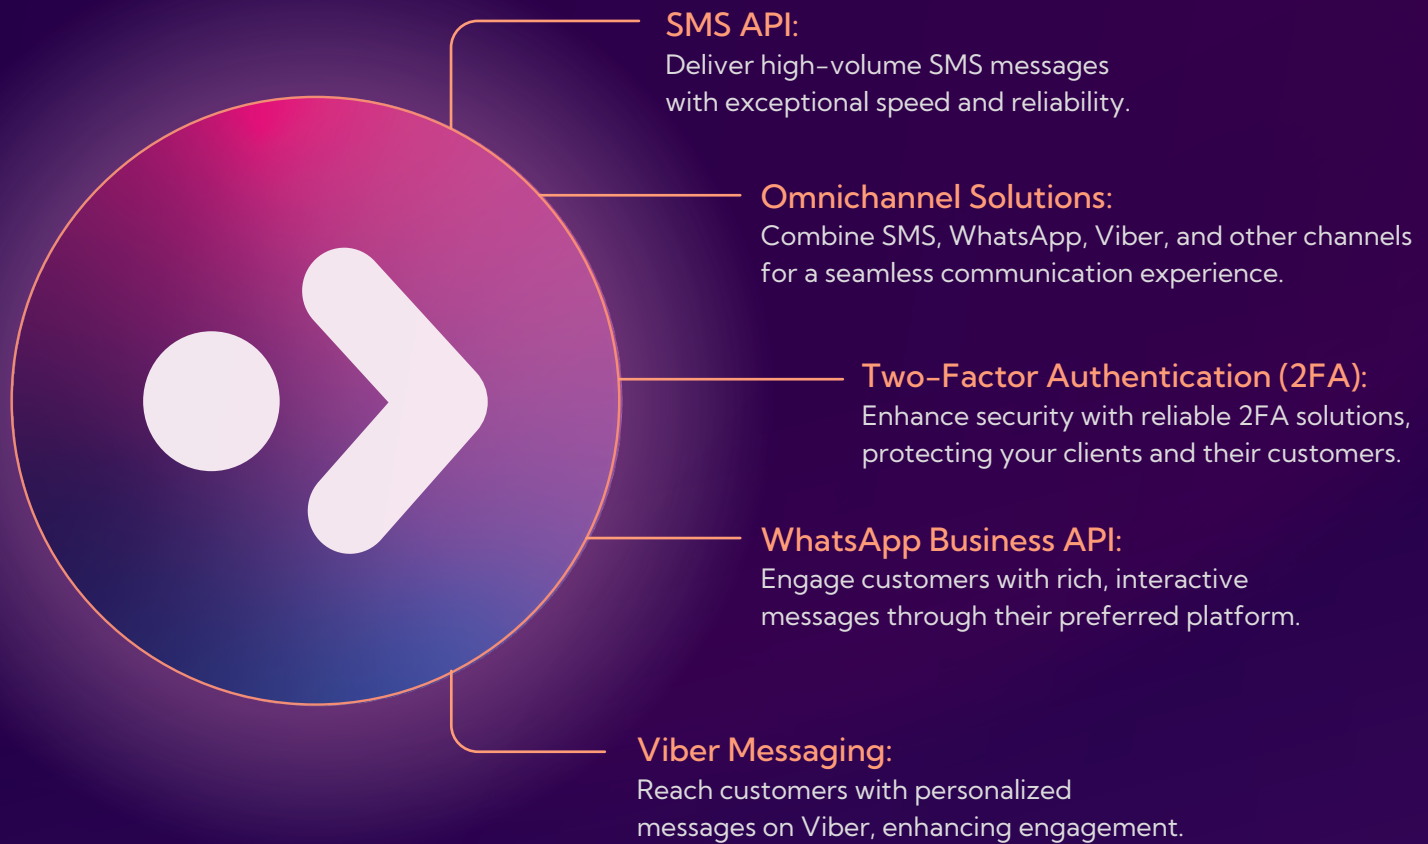 SMS API:
Deliver high-volume SMS messages
with exceptional speed and reliability.
Omnichannel Solutions:
Combine SMS, WhatsApp, Viber, and other channels
for a seamless communication experience.
Two-Factor Authentication (2FA):
Enhance security with reliable 2FA solutions,
protecting your clients and their customers.
WhatsApp Business API:
Engage customers with rich, interactive
messages through their preferred platform.
Viber Messaging:
Reach customers with personalized
messages on Viber, enhancing engagement.